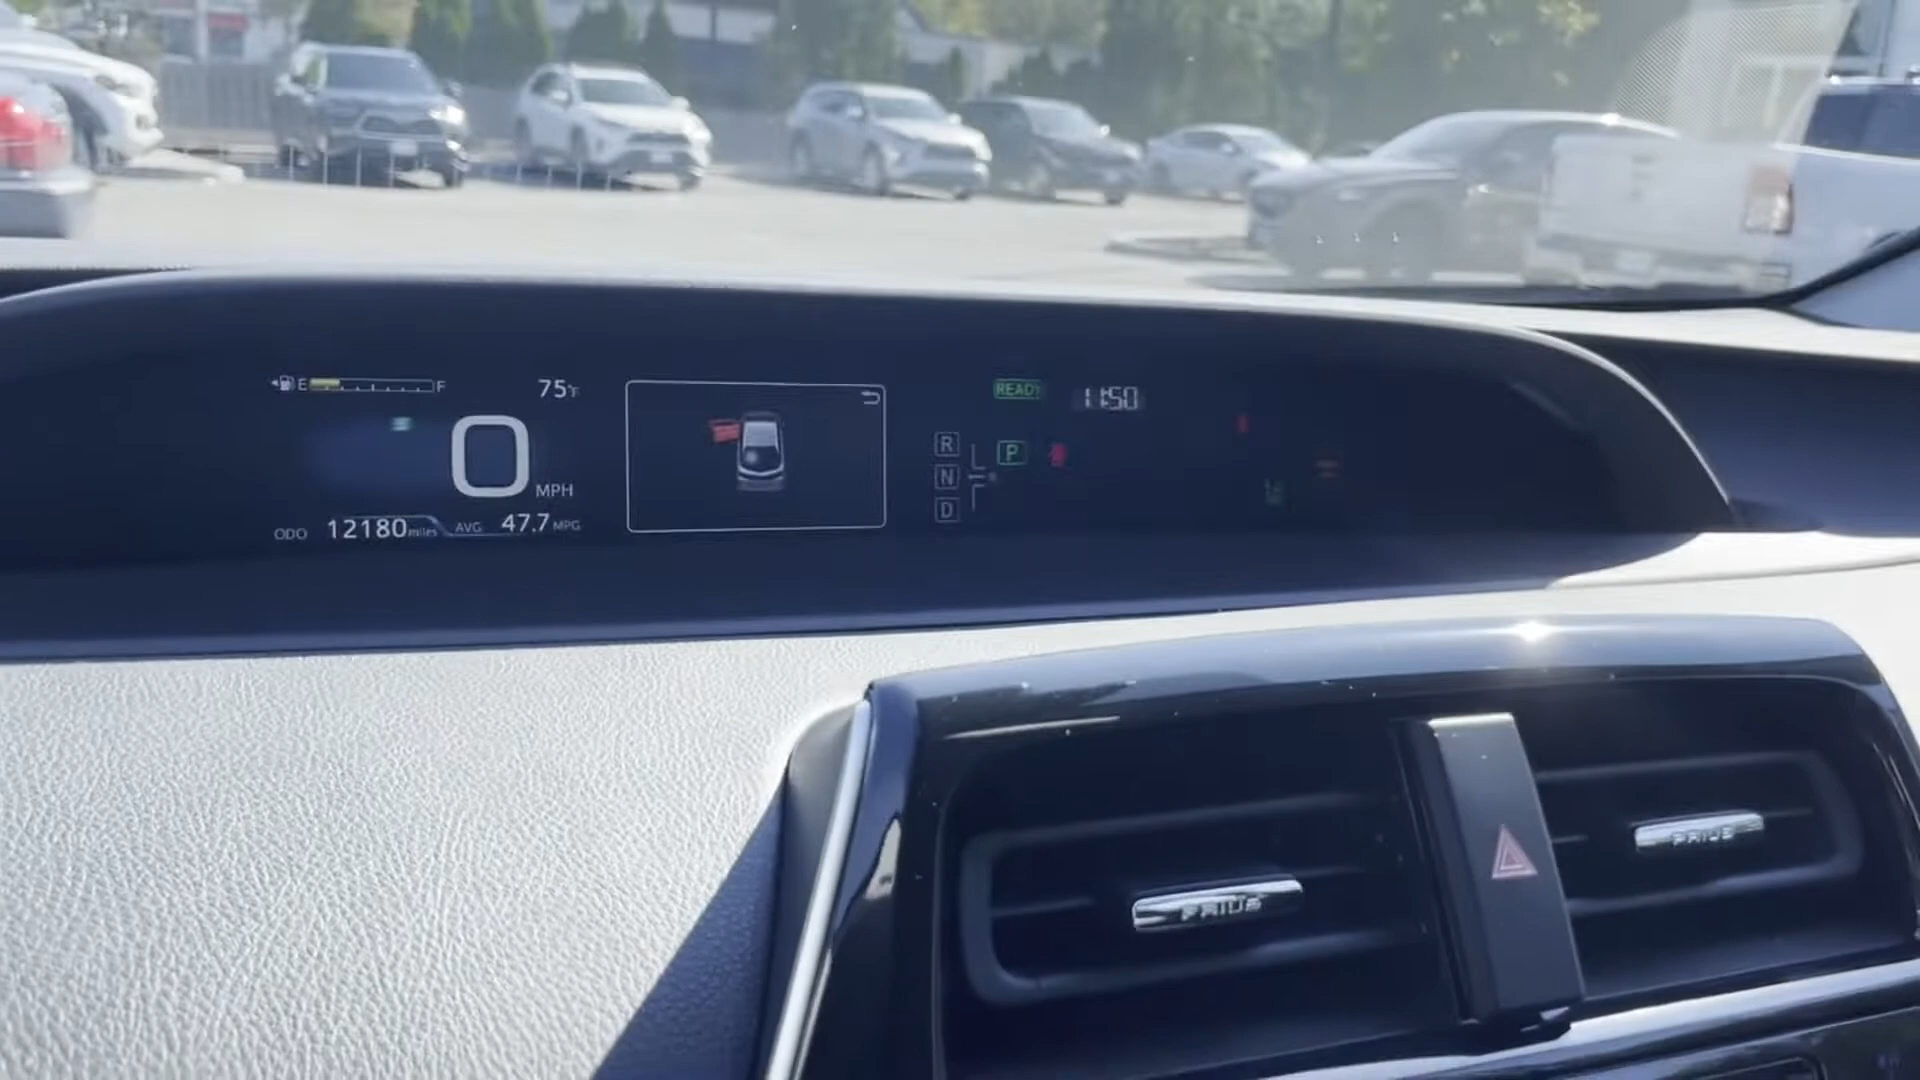 E F
75°F
0 MPH
ODO 12180 miles AVG. 47.7 MPG
READY 11:50
R
P
N
D
PRIUS
PRIUS